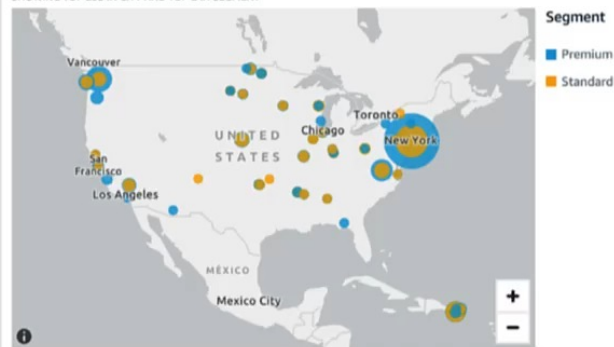 Segment
Premium
Standard
Vancouver
Toronto
UNITED
STATES
Chicago
New York
San
Francisco
Los Angeles
MÉXICO
Mexico City
+
−
i